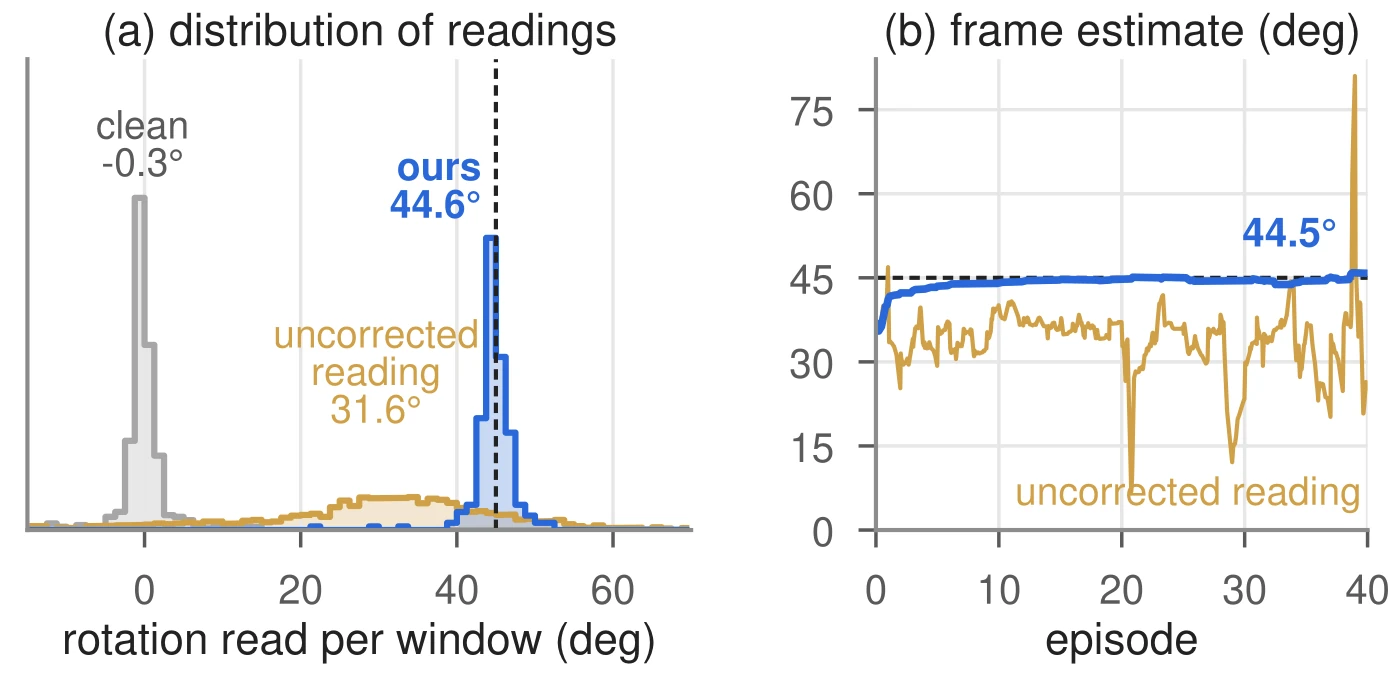 (a) distribution of readings
clean
-0.3°
ours
44.6°
uncorrected
reading
31.6°
0 20 40 60
rotation read per window (deg)
(b) frame estimate (deg)
75
60
45
30
15
0
44.5°
uncorrected reading
0 10 20 30 40
episode